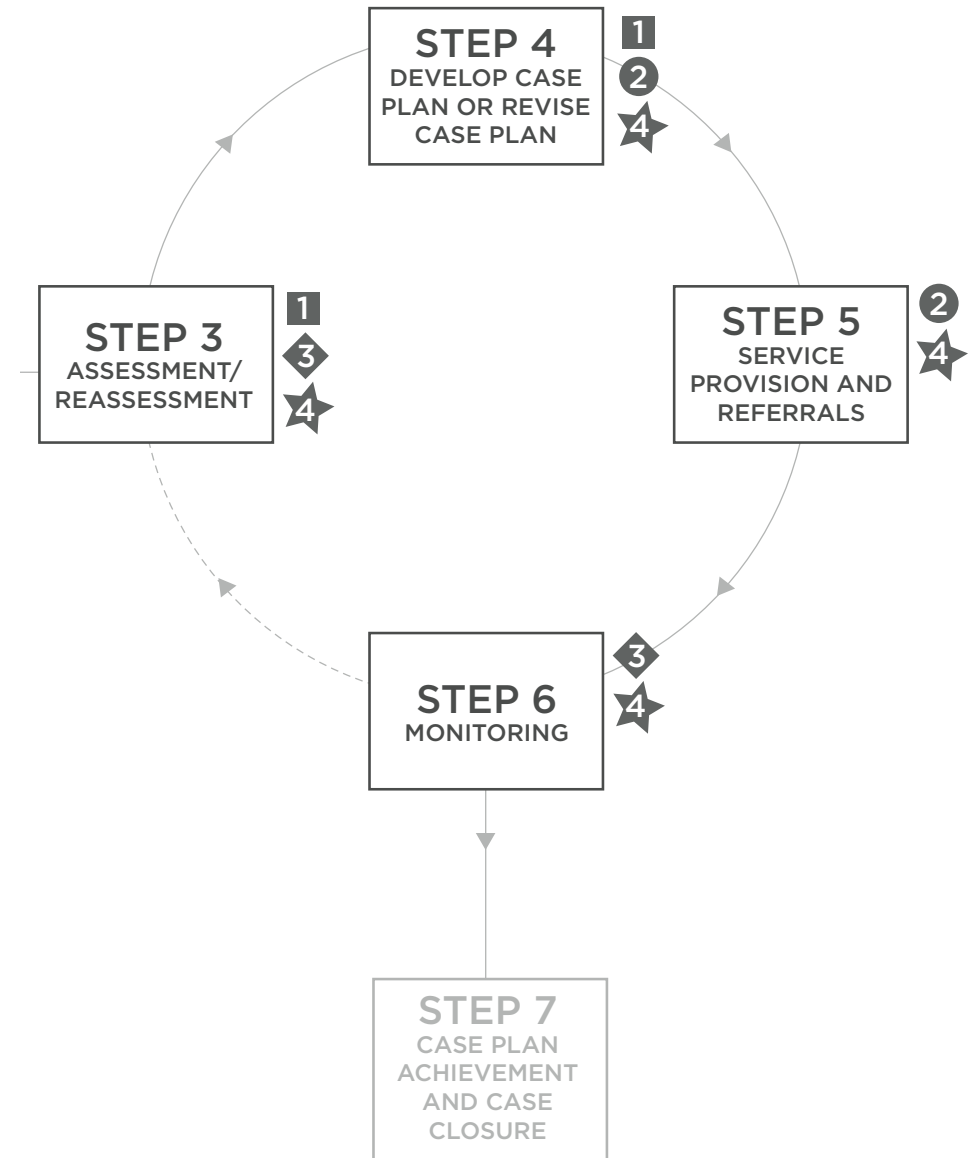 STEP 4
DEVELOP CASE
PLAN OR REVISE
CASE PLAN
1
2
4
STEP 3
ASSESSMENT/
REASSESSMENT
1
3
4
STEP 5
SERVICE
PROVISION AND
REFERRALS
2
4
STEP 6
MONITORING
3
4
STEP 7
CASE PLAN
ACHIEVEMENT
AND CASE
CLOSURE